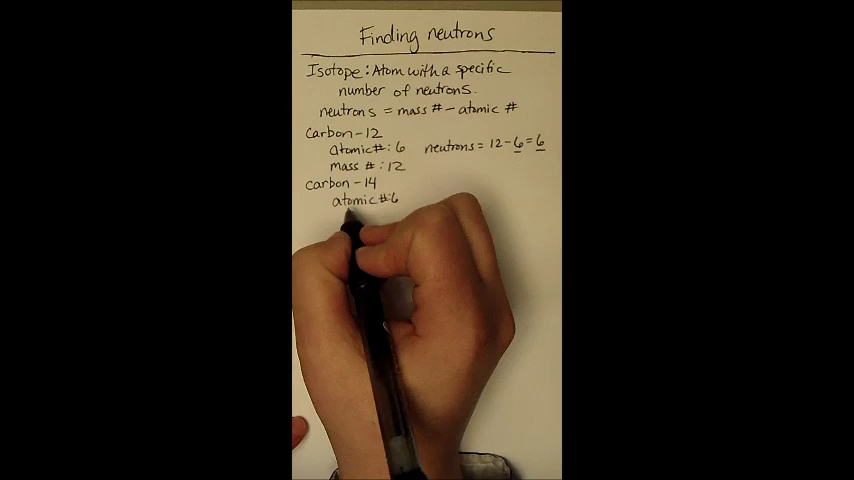 Finding neutrons
Isotope: Atom with a specific
number of neutrons.
neutrons = mass # - atomic #
Carbon-12
atomic#: 6 neutrons = 12 - 6 = 6
mass #: 12
carbon - 14
atomic #: 6